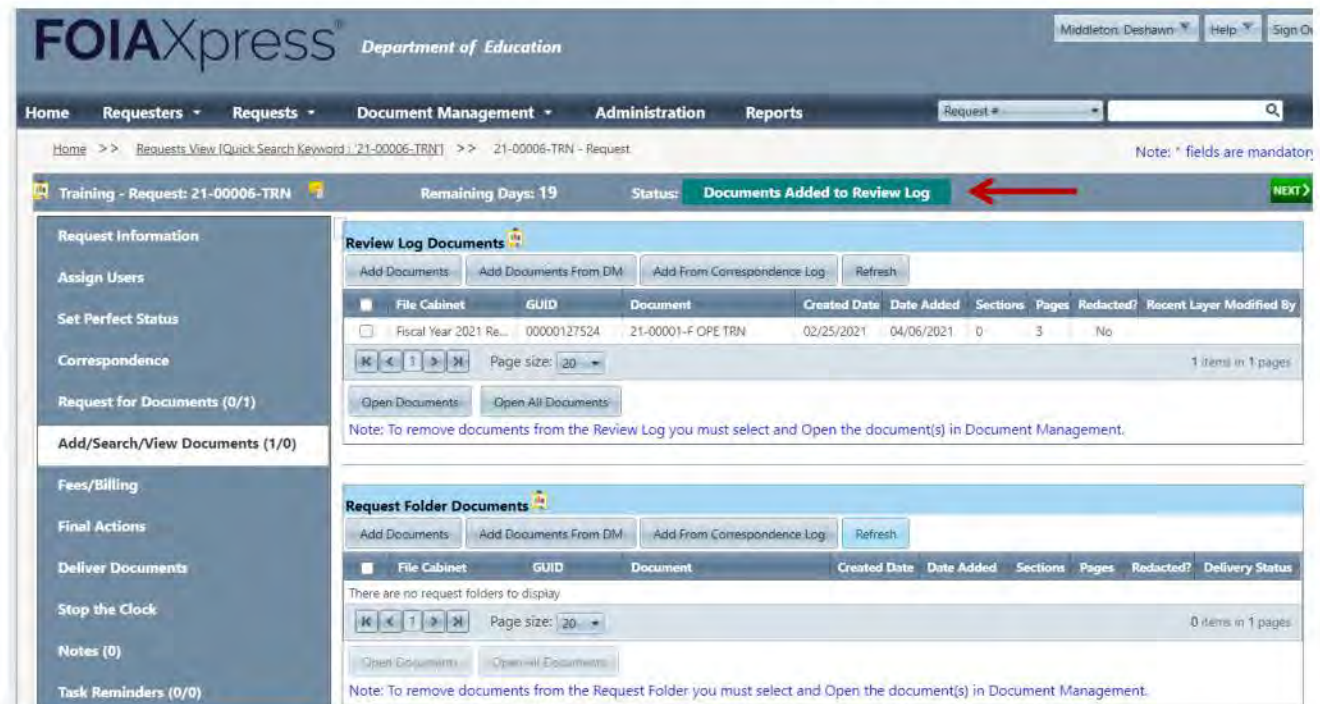 FOIAXpress® Department of Education
Middleton, Deshawn Help Sign Ou
Home Requesters Requests Document Management Administration Reports Request #
Home >> Requests View [Quick Search Keyword : '21-00006-TRN'] >> 21-00006-TRN - Request
Note: * fields are mandatory
Training - Request: 21-00006-TRN Remaining Days: 19 Status: Documents Added to Review Log NEXT
Request Information
Assign Users
Set Perfect Status
Correspondence
Request for Documents (0/1)
Add/Search/View Documents (1/0)
Fees/Billing
Final Actions
Deliver Documents
Stop the Clock
Notes (0)
Task Reminders (0/0)
Review Log Documents
Add Documents Add Documents From DM Add From Correspondence Log Refresh
File Cabinet GUID Document Created Date Date Added Sections Pages Redacted? Recent Layer Modified By
Fiscal Year 2021 Re... 00000127524 21-00001-F OPE TRN 02/25/2021 04/06/2021 0 3 No
1 Page size: 20 1 items in 1 pages
Open Documents Open All Documents
Note: To remove documents from the Review Log you must select and Open the document(s) in Document Management.
Request Folder Documents
Add Documents Add Documents From DM Add From Correspondence Log Refresh
File Cabinet GUID Document Created Date Date Added Sections Pages Redacted? Delivery Status
There are no request folders to display
1 Page size: 20 0 items in 1 pages
Open Documents Open All Documents
Note: To remove documents from the Request Folder you must select and Open the document(s) in Document Management.